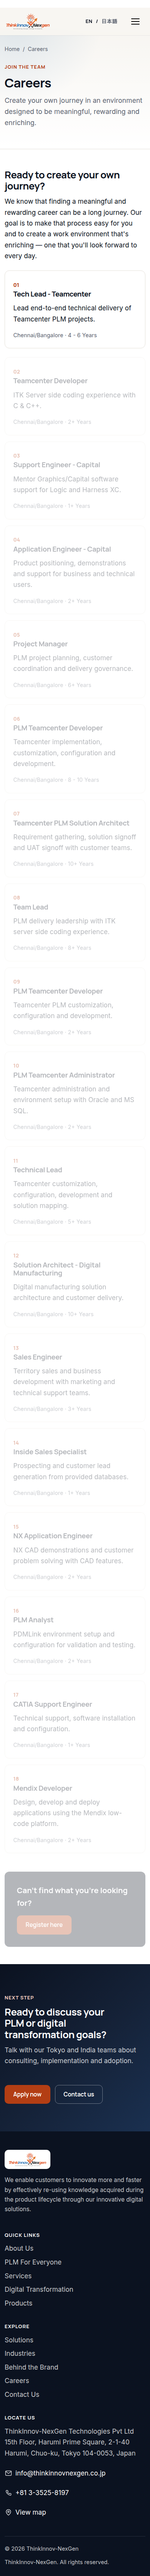 ThinkInnov-NexGen
EN / 日本語
Home / Careers
JOIN THE TEAM
Careers
Create your own journey in an environment
designed to be meaningful, rewarding and
enriching.
Ready to create your own
journey?
We know that finding a meaningful and
rewarding career can be a long journey. Our
goal is to make that process easy for you
and to create a work environment that's
enriching — one that you'll look forward to
every day.
01
Tech Lead - Teamcenter
Lead end-to-end technical delivery of
Teamcenter PLM projects.
Chennai/Bangalore · 4 - 6 Years
02
Teamcenter Developer
ITK Server side coding experience with
C & C++.
Chennai/Bangalore · 2+ Years
03
Support Engineer - Capital
Mentor Graphics/Capital software
support for Logic and Harness XC.
Chennai/Bangalore · 1+ Years
04
Application Engineer - Capital
Product positioning, demonstrations
and support for business and technical
users.
Chennai/Bangalore · 2+ Years
05
Project Manager
PLM project planning, customer
coordination and delivery governance.
Chennai/Bangalore · 8+ Years
06
PLM Teamcenter Developer
Teamcenter implementation,
customization, configuration and
development.
Chennai/Bangalore · 6 - 10 Years
07
Teamcenter PLM Solution Architect
Requirement gathering, solution signoff
and UAT signoff with customer teams.
Chennai/Bangalore · 10+ Years
08
Team Lead
PLM delivery leadership with ITK
server side coding experience.
Chennai/Bangalore · 8+ Years
09
PLM Teamcenter Developer
Teamcenter PLM customization,
configuration and development.
Chennai/Bangalore · 2+ Years
10
PLM Teamcenter Administrator
Teamcenter administration and
environment setup with Oracle and MS
SQL.
Chennai/Bangalore · 2+ Years
11
Technical Lead
Teamcenter customization,
configuration, development and
solution mapping.
Chennai/Bangalore · 5+ Years
12
Solution Architect - Digital
Manufacturing
Digital manufacturing solution
architecture and customer delivery.
Chennai/Bangalore · 10+ Years
13
Sales Engineer
Territory sales and business
development with marketing and
technical support teams.
Chennai/Bangalore · 2+ Years
14
Inside Sales Specialist
Prospecting and customer lead
generation from provided databases.
Chennai/Bangalore · 1+ Years
15
NX Application Engineer
NX CAD demonstrations and customer
problem solving with CAD features.
Chennai/Bangalore · 2+ Years
16
PLM Analyst
PDMLink environment setup and
configuration for validation and testing.
Chennai/Bangalore · 2+ Years
17
CATIA Support Engineer
Technical support, software installation
and configuration.
Chennai/Bangalore · 1+ Years
18
Mendix Developer
Design, develop and deploy
applications using the Mendix low-
code platform.
Chennai/Bangalore · 2+ Years
Can't find what you're looking
for?
Register here
NEXT STEP
Ready to discuss your
PLM or digital
transformation goals?
Talk with our Tokyo and India teams about
consulting, implementation and adoption.
Apply now
Contact us
ThinkInnov-NexGen
We enable customers to innovate more and faster
by effectively re-using knowledge acquired during
the product lifecycle through our innovative digital
solutions.
QUICK LINKS
About Us
PLM For Everyone
Services
Digital Transformation
Products
EXPLORE
Solutions
Industries
Behind the Brand
Careers
Contact Us
LOCATE US
ThinkInnov-NexGen Technologies Pvt Ltd
15th Floor, Harumi Prime Square, 2-1-40
Harumi, Chuo-ku, Tokyo 104-0053, Japan
info@thinkinnovnexgen.co.jp
+81 3-3525-8197
View map
© 2026 ThinkInnov-NexGen
ThinkInnov-NexGen. All rights reserved.